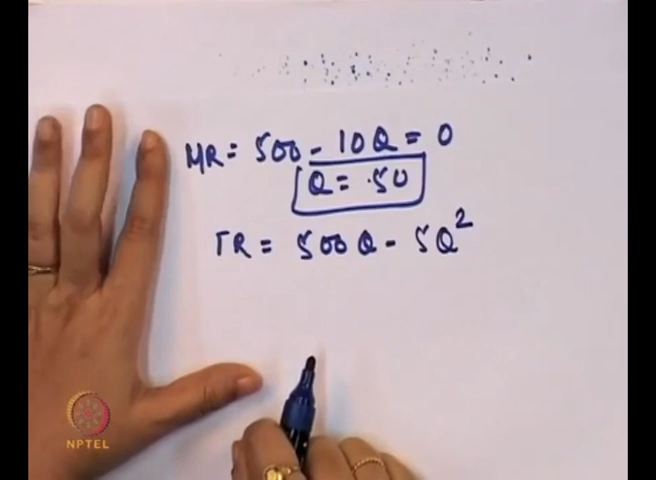 MR = 500 - 10Q = 0
Q = .50
TR = 500Q - 5Q²
NPTEL